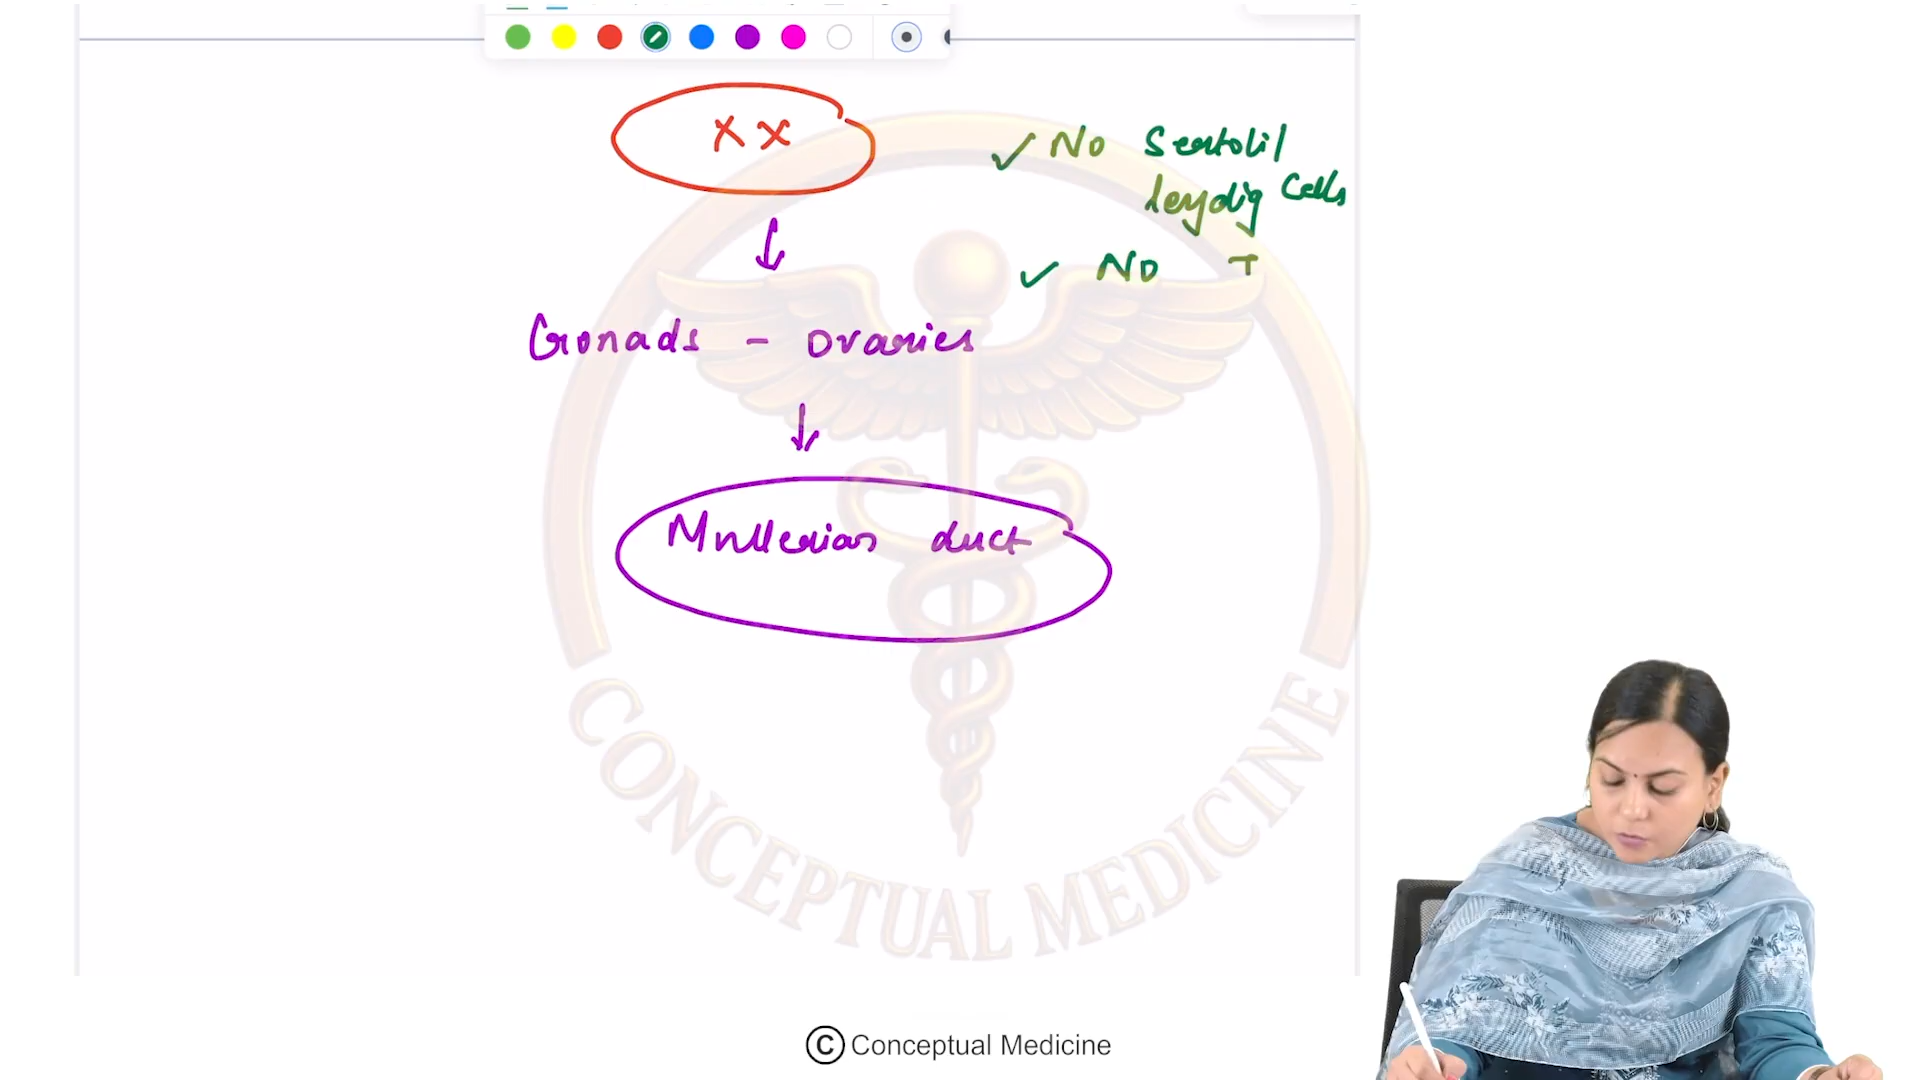 XX
✓ No Sertoli/
Leydig Cells
✓ NO T
Gonads - Ovaries
Mullerian duct
CONCEPTUAL MEDICINE
© Conceptual Medicine